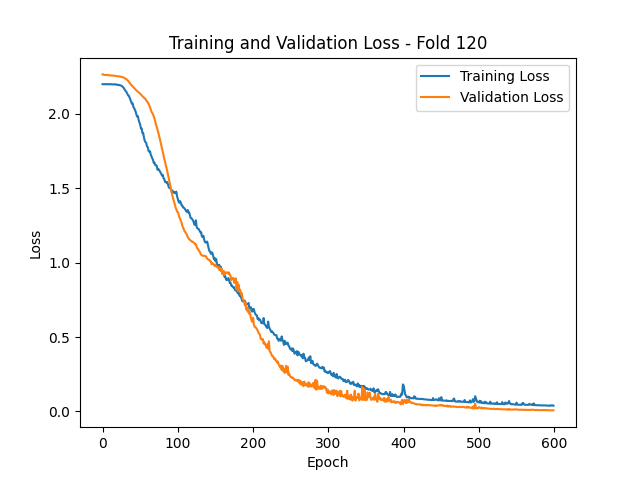 Training and Validation Loss - Fold 120
Training Loss
Validation Loss
Loss
2.0
1.5
1.0
0.5
0.0
0 100 200 300 400 500 600
Epoch